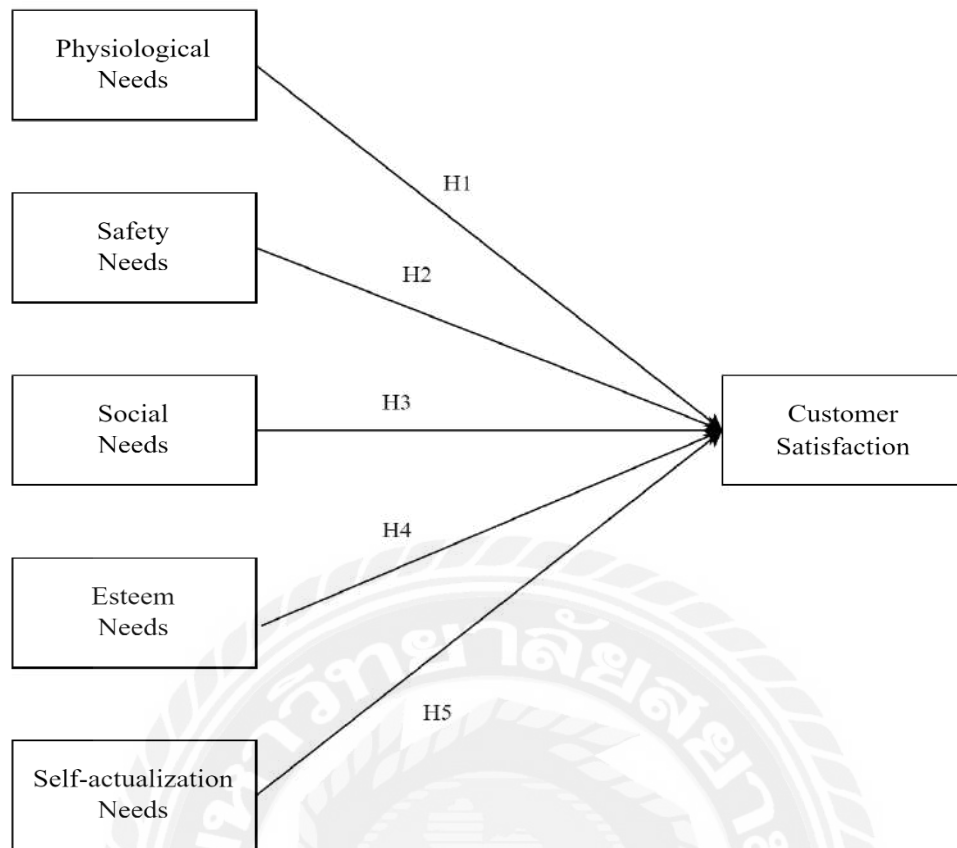 Physiological
Needs
H1
Safety
Needs
H2
Social
Needs
H3
Customer
Satisfaction
H4
Esteem
Needs
H5
Self-actualization
Needs